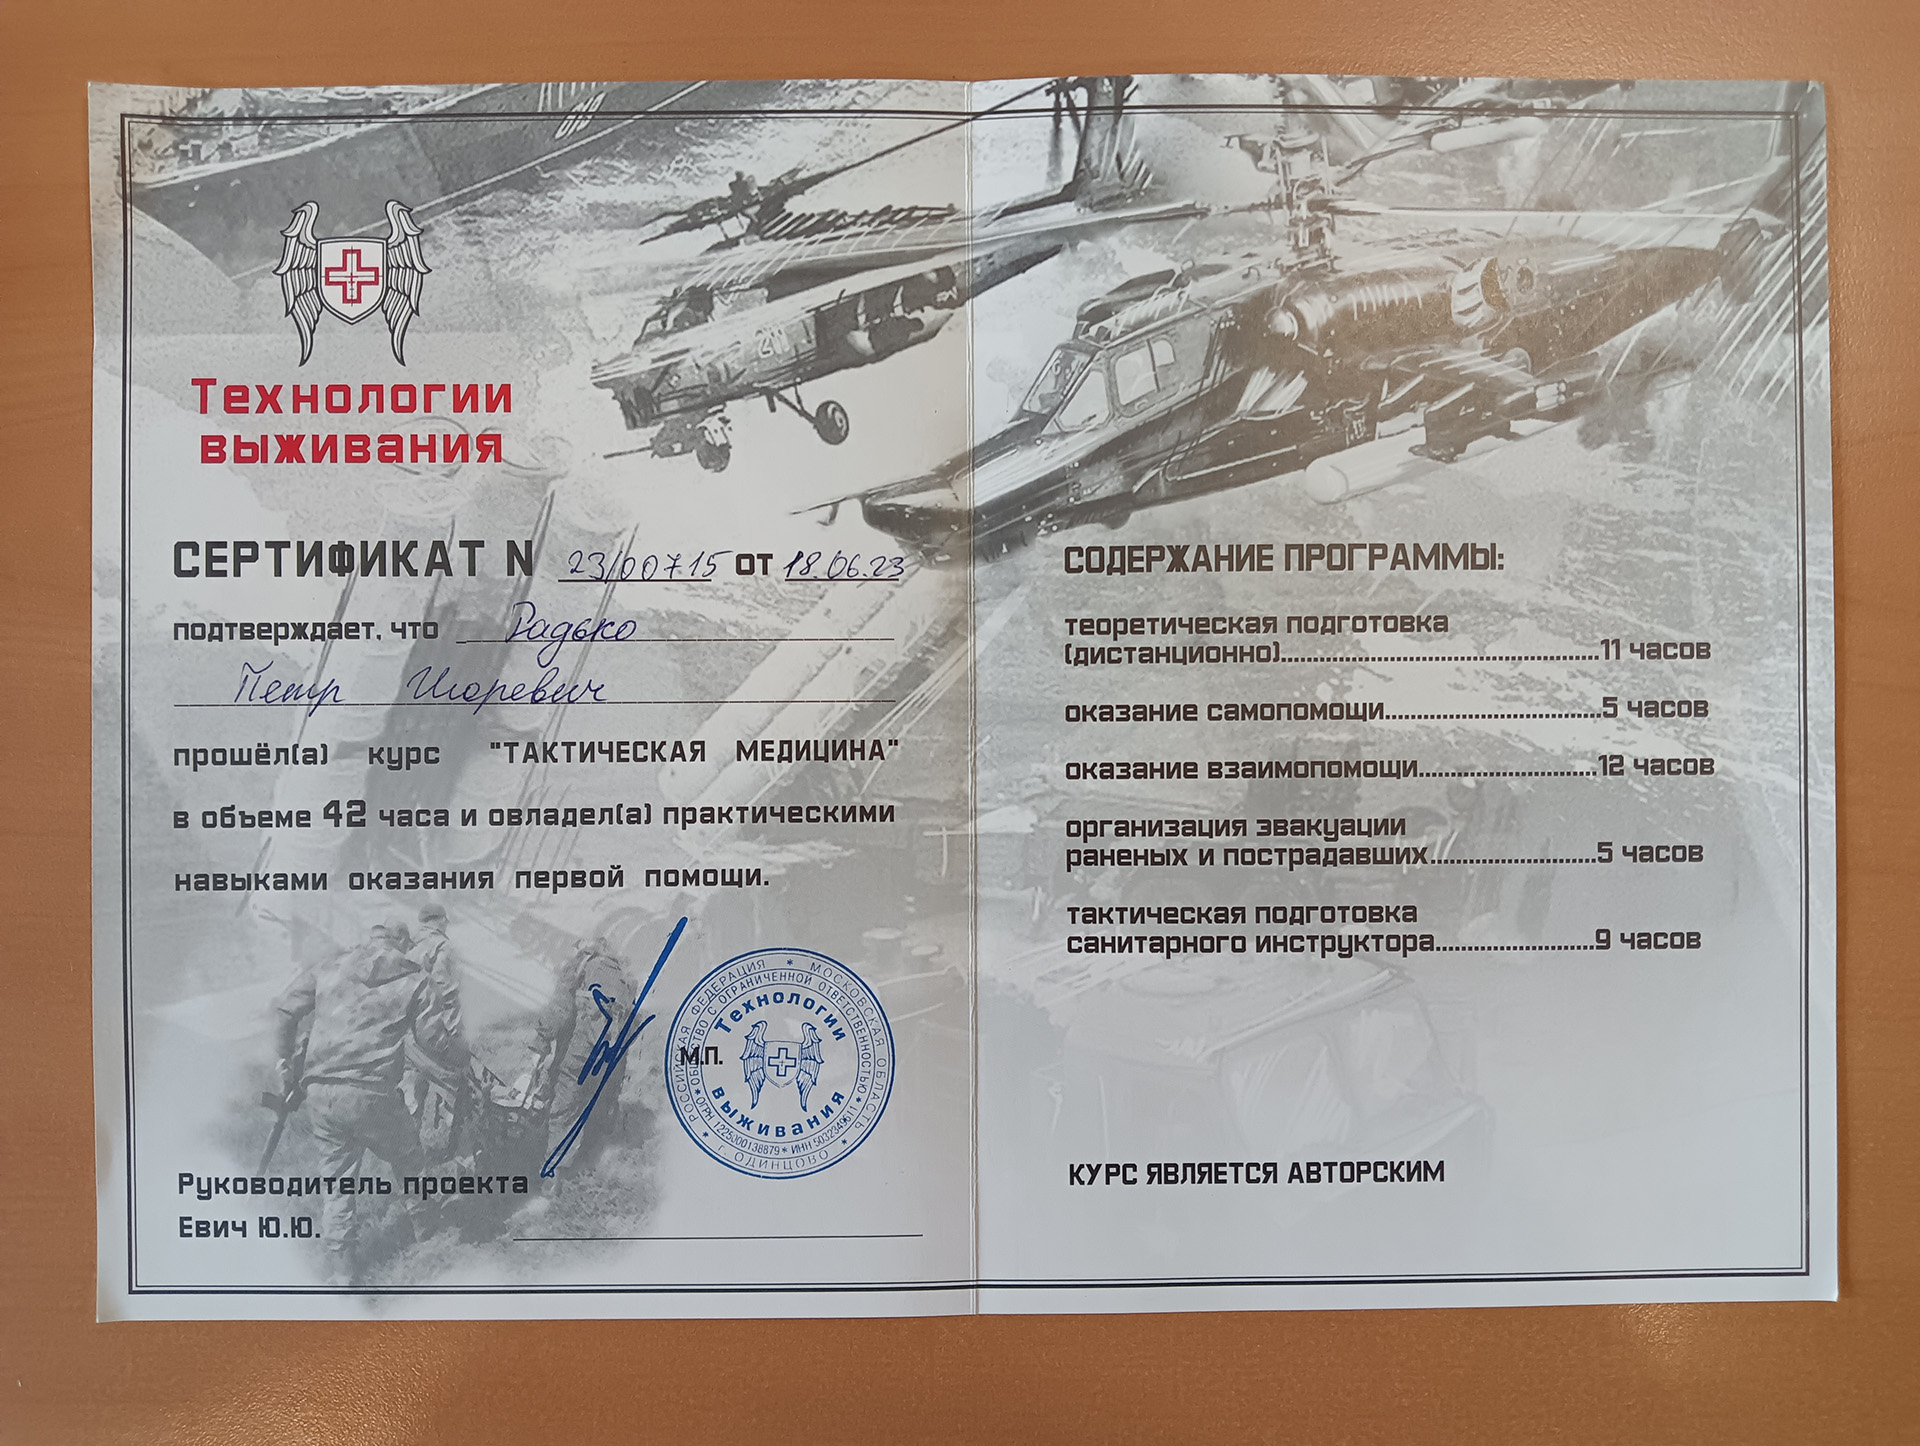 Технологии
выживания
СЕРТИФИКАТ N 23/00715 от 18.06.23
подтверждает, что Радько
Петр Игоревич
прошёл(а) курс "ТАКТИЧЕСКАЯ МЕДИЦИНА"
в объеме 42 часа и овладел(а) практическими
навыками оказания первой помощи.
М.П.
РОССИЙСКАЯ ФЕДЕРАЦИЯ * МОСКОВСКАЯ ОБЛАСТЬ * г. ОДИНЦОВО *
ОБЩЕСТВО С ОГРАНИЧЕННОЙ ОТВЕТСТВЕННОСТЬЮ * ИНН 5032349611 * ОГРН 1225000138879 *
Технологии
выживания
Руководитель проекта
Евич Ю.Ю.
СОДЕРЖАНИЕ ПРОГРАММЫ:
теоретическая подготовка
(дистанционно)......................................................11 часов
оказание самопомощи.....................................5 часов
оказание взаимопомощи..............................12 часов
организация эвакуации
раненых и пострадавших............................5 часов
тактическая подготовка
санитарного инструктора...........................9 часов
КУРС ЯВЛЯЕТСЯ АВТОРСКИМ